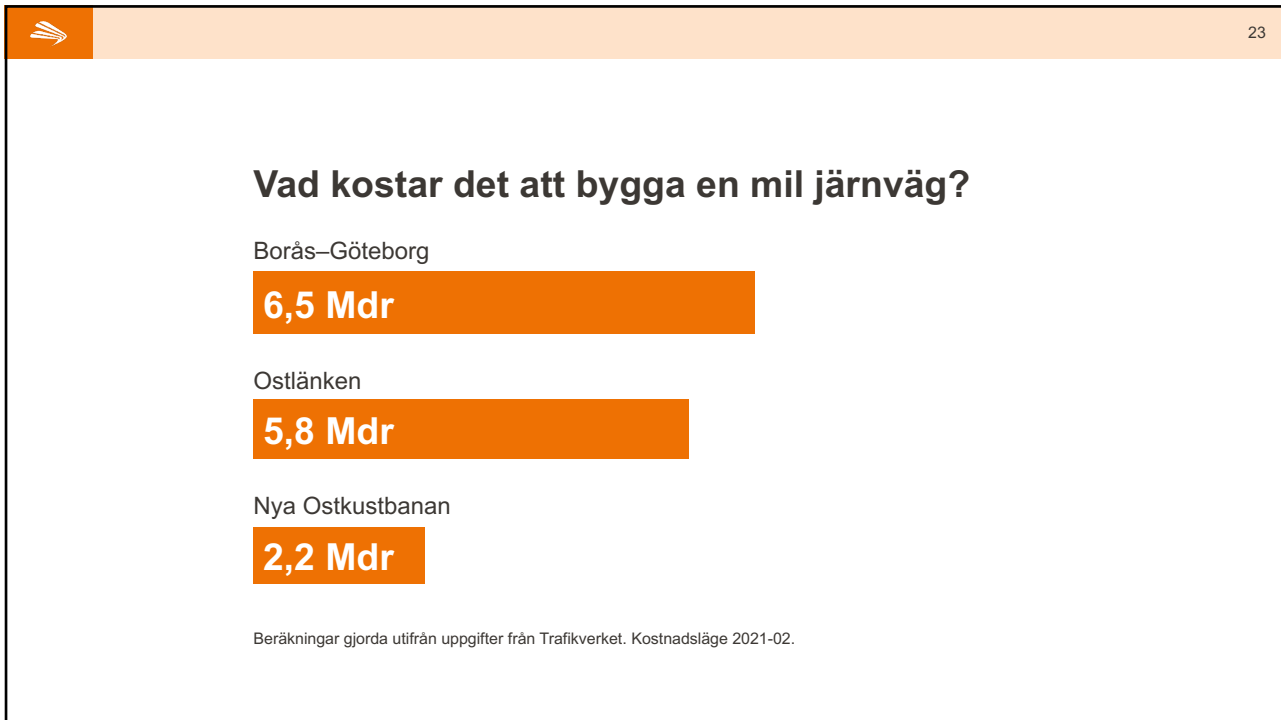 23
Vad kostar det att bygga en mil järnväg?
Borås–Göteborg
6,5 Mdr
Ostlänken
5,8 Mdr
Nya Ostkustbanan
2,2 Mdr
Beräkningar gjorda utifrån uppgifter från Trafikverket. Kostnadsläge 2021-02.